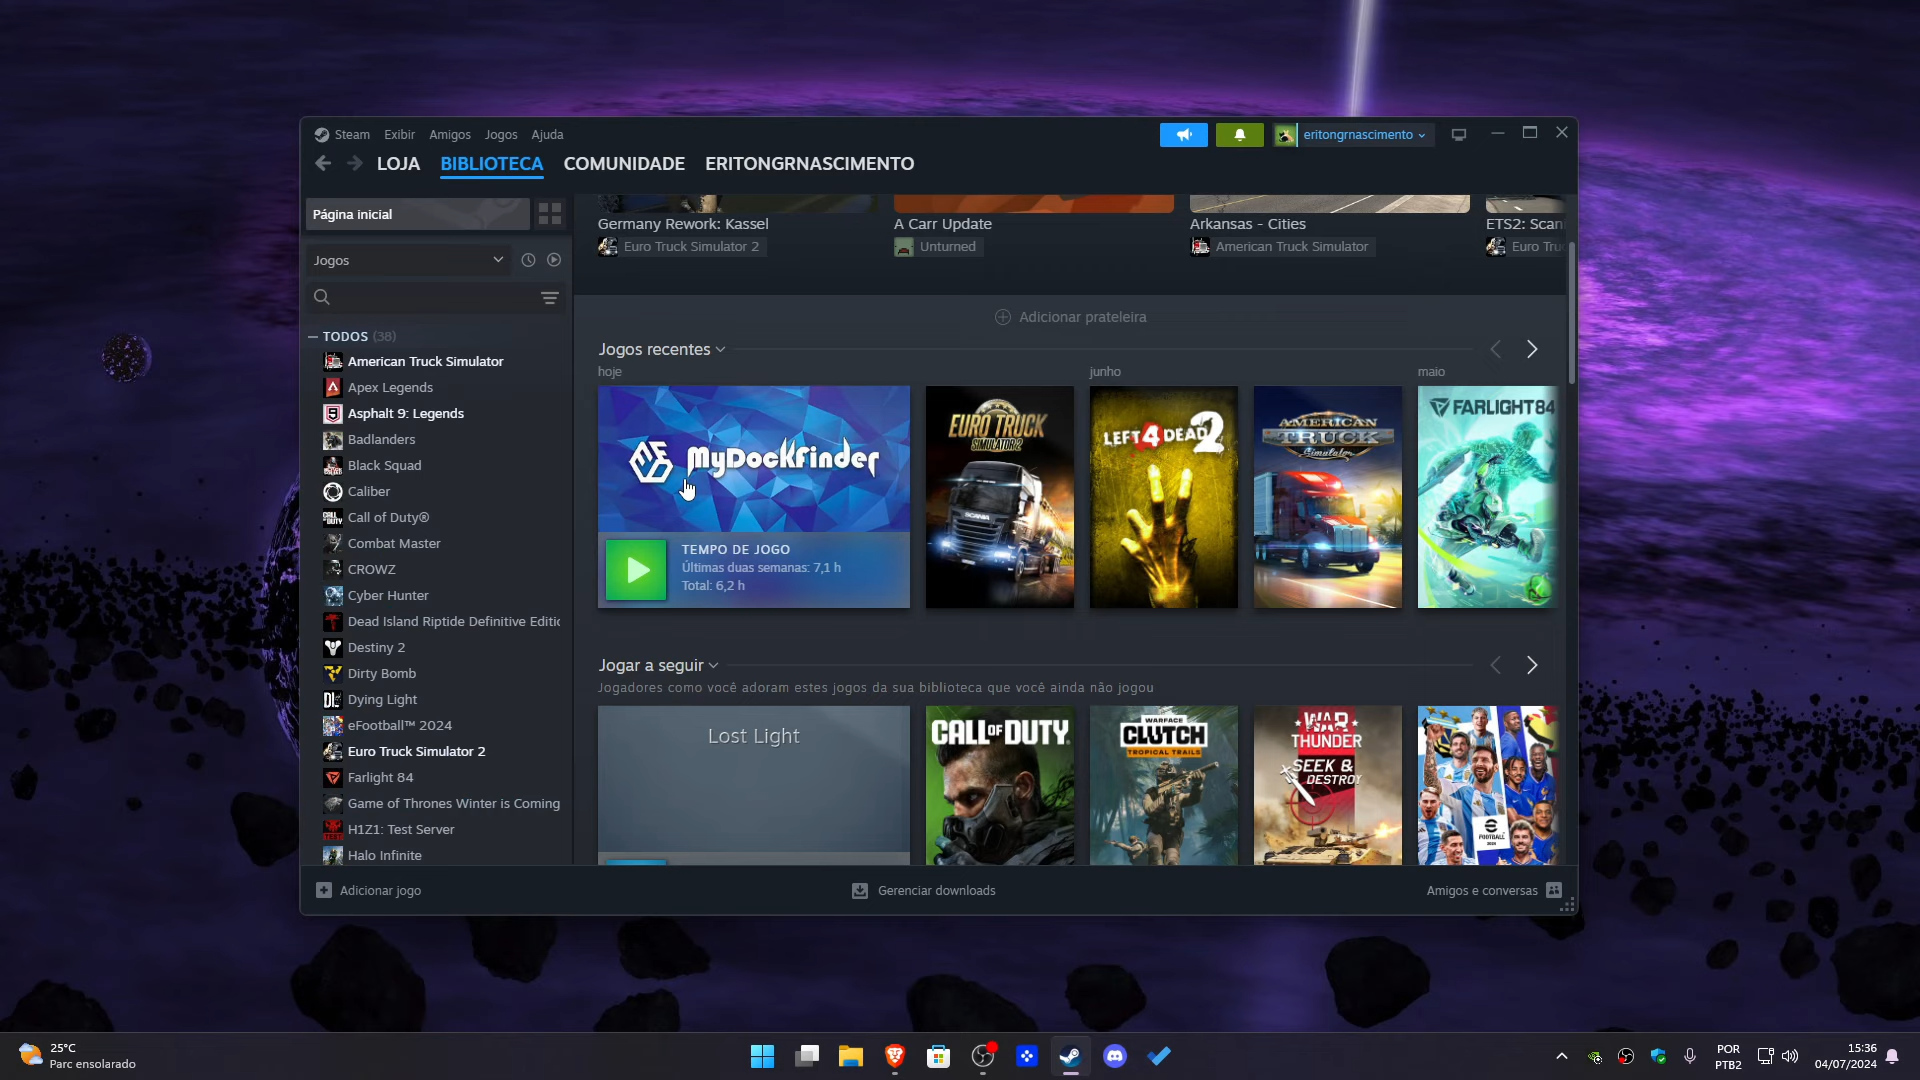 Steam Exibir Amigos Jogos Ajuda
eritongrnascimento
LOJA BIBLIOTECA COMUNIDADE ERITONGRNASCIMENTO
Página inicial
Jogos
TODOS (38)
American Truck Simulator
Apex Legends
Asphalt 9: Legends
Badlanders
Black Squad
Caliber
Call of Duty®
Combat Master
CROWZ
Cyber Hunter
Dead Island Riptide Definitive Editic
Destiny 2
Dirty Bomb
Dying Light
eFootball™ 2024
Euro Truck Simulator 2
Farlight 84
Game of Thrones Winter is Coming
H1Z1: Test Server
Halo Infinite
Germany Rework: Kassel
Euro Truck Simulator 2
A Carr Update
Unturned
Arkansas - Cities
American Truck Simulator
ETS2: Scan
Euro Tru
Adicionar prateleira
Jogos recentes
hoje
junho
maio
MyDockFinder
TEMPO DE JOGO
Últimas duas semanas: 7,1 h
Total: 6,2 h
EURO TRUCK
SIMULATOR 2
SCANIA
LEFT 4 DEAD 2
AMERICAN
TRUCK
Simulator
FARLIGHT 84
Jogar a seguir
Jogadores como você adoram estes jogos da sua biblioteca que você ainda não jogou
Lost Light
CALL OF DUTY
WARFACE
CLUTCH
TROPICAL TRAILS
WAR
THUNDER
SEEK &
DESTROY
Adicionar jogo
Gerenciar downloads
Amigos e conversas
25°C
Parc ensolarado
POR
PTB2
15:36
04/07/2024